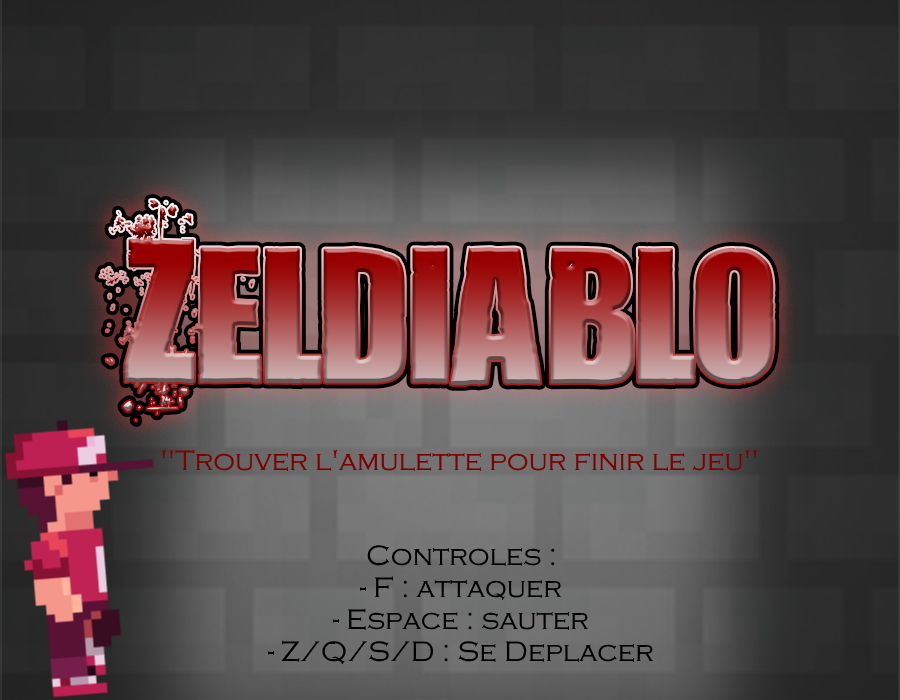 Zeldiablo
"Trouver l'amulette pour finir le jeu"
Controles :
- F : attaquer
- Espace : sauter
- Z/Q/S/D : Se Deplacer